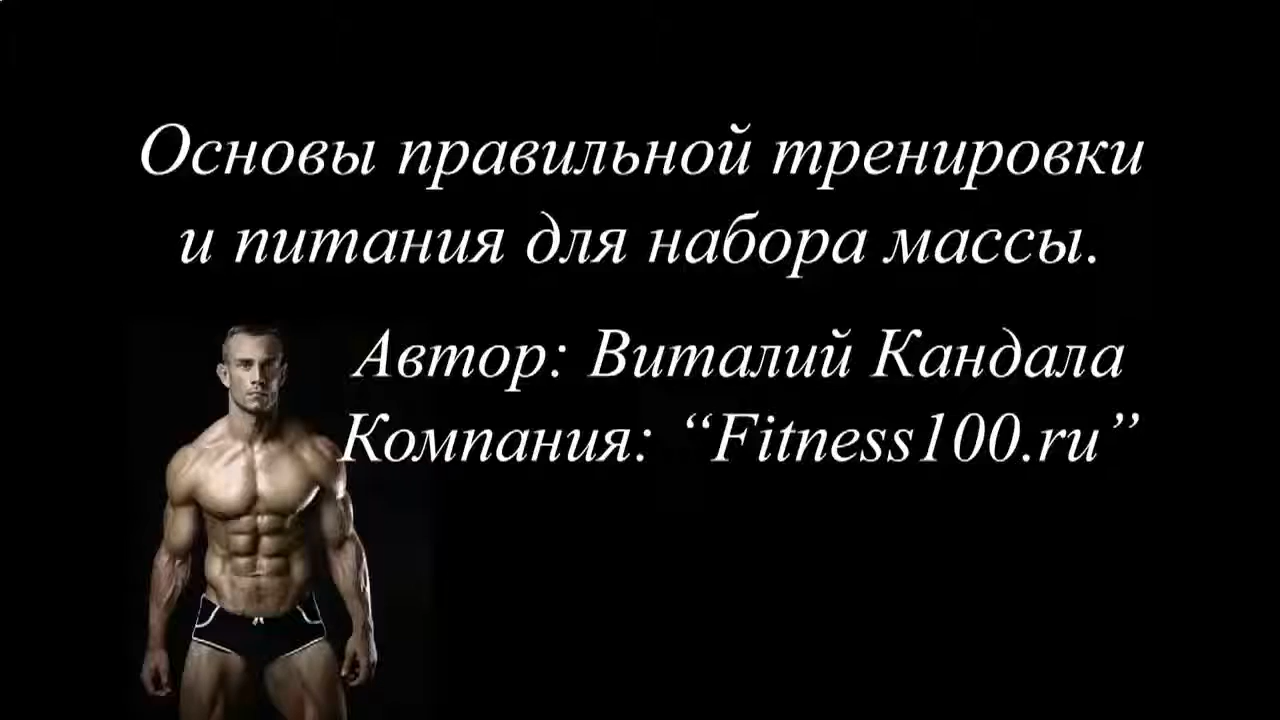 Основы правильной тренировки
и питания для набора массы.
Автор: Виталий Кандала
Компания: “Fitness100.ru”